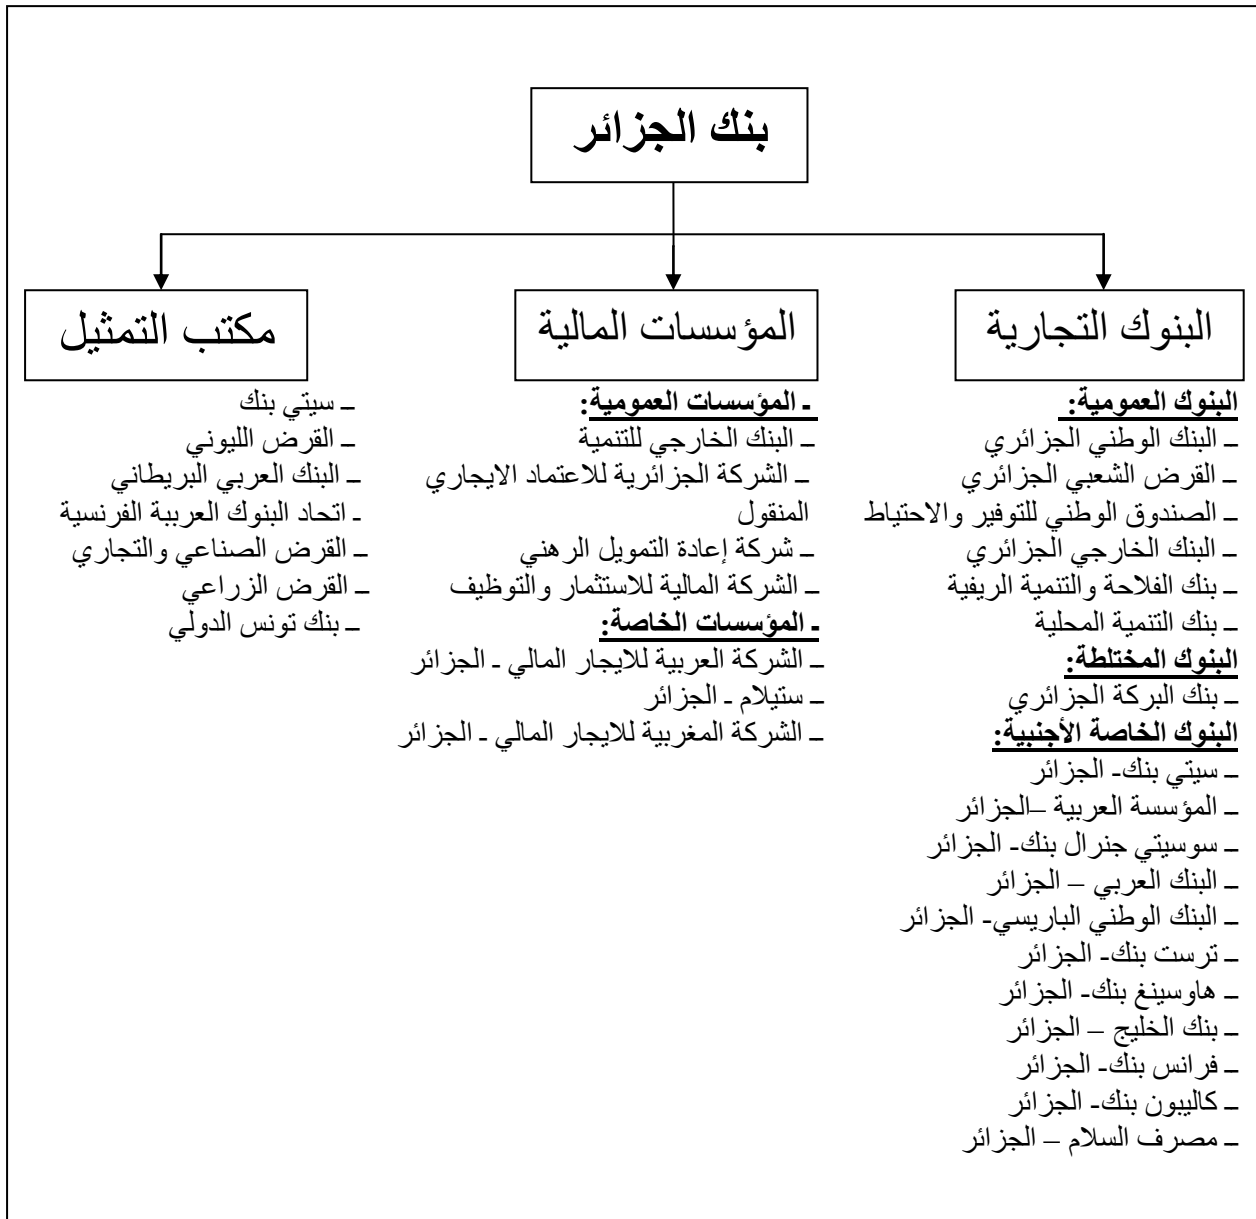 بنك الجزائر
البنوك التجارية
البنوك العمومية:
– البنك الوطني الجزائري
– القرض الشعبي الجزائري
– الصندوق الوطني للتوفير والاحتياط
– البنك الخارجي الجزائري
– بنك الفلاحة والتنمية الريفية
– بنك التنمية المحلية
البنوك المختلطة:
– بنك البركة الجزائري
البنوك الخاصة الأجنبية:
– سيتي بنك- الجزائر
– المؤسسة العربية –الجزائر
– سوسيتي جنرال بنك- الجزائر
– البنك العربي – الجزائر
– البنك الوطني الباريسي- الجزائر
– ترست بنك- الجزائر
– هاوسينغ بنك- الجزائر
– بنك الخليج – الجزائر
– فرانس بنك- الجزائر
– كاليبون بنك- الجزائر
– مصرف السلام – الجزائر
المؤسسات المالية
- المؤسسات العمومية:
– البنك الخارجي للتنمية
– الشركة الجزائرية للاعتماد الايجاري
المنقول
– شركة إعادة التمويل الرهني
– الشركة المالية للاستثمار والتوظيف
- المؤسسات الخاصة:
– الشركة العربية للايجار المالي - الجزائر
– ستيلام - الجزائر
– الشركة المغربية للايجار المالي - الجزائر
مكتب التمثيل
– سيتي بنك
– القرض الليوني
– البنك العربي البريطاني
- اتحاد البنوك العربية الفرنسية
– القرض الصناعي والتجاري
– القرض الزراعي
– بنك تونس الدولي